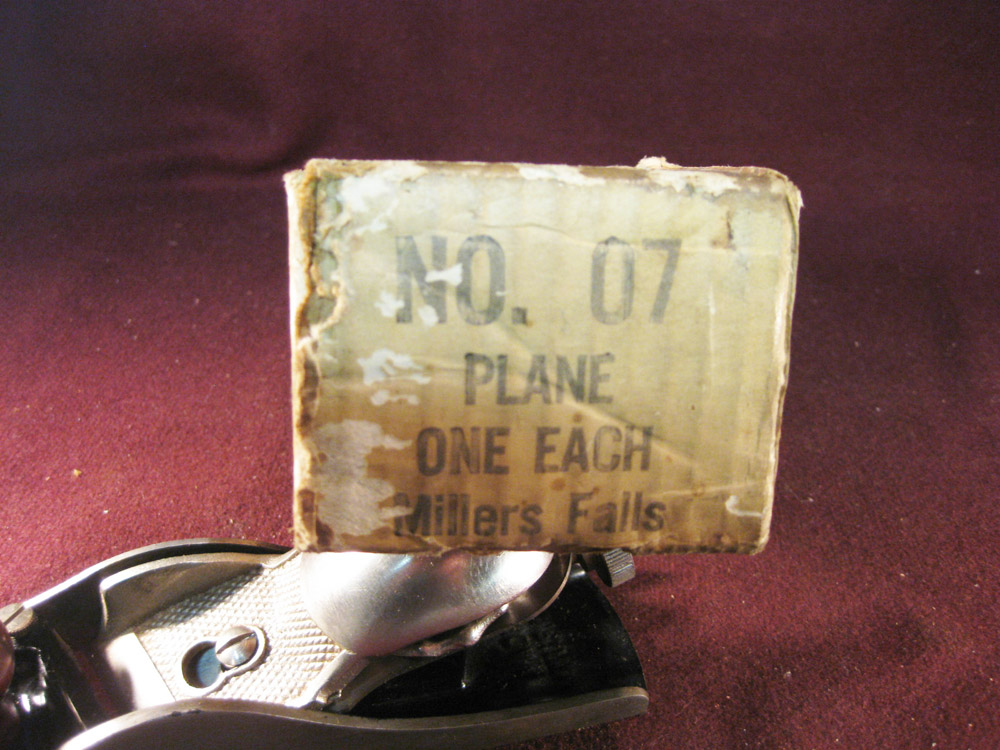 NO. 07
PLANE
ONE EACH
Millers Falls